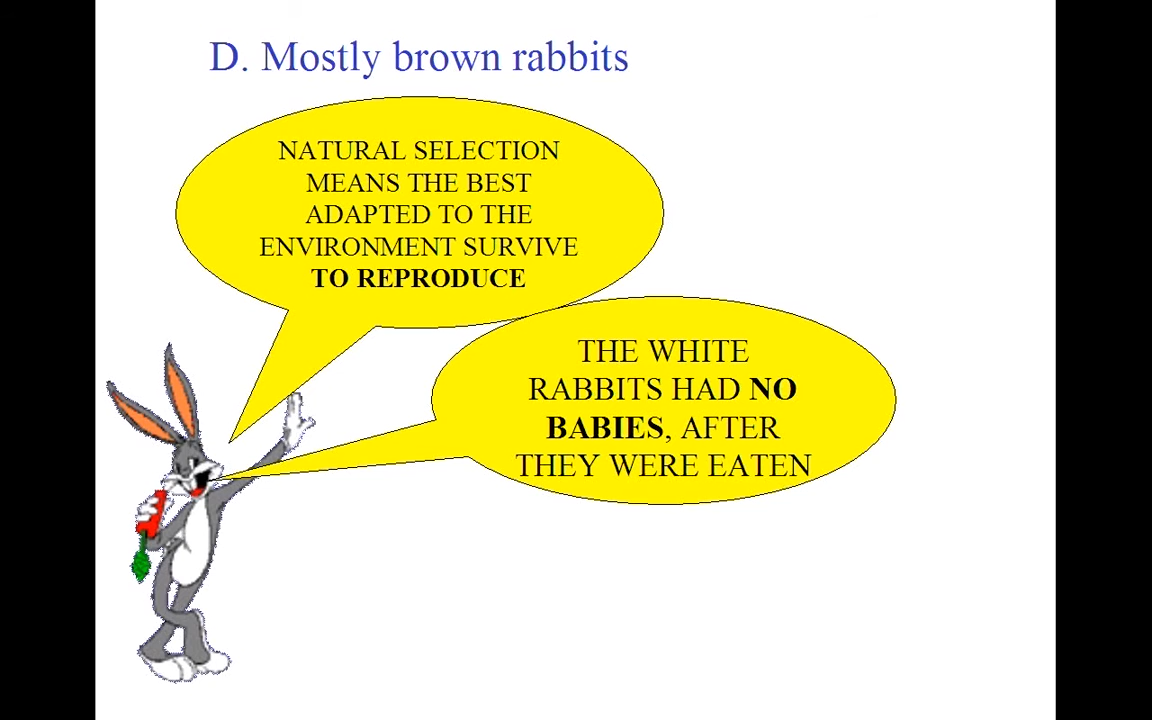 D. Mostly brown rabbits
NATURAL SELECTION
MEANS THE BEST
ADAPTED TO THE
ENVIRONMENT SURVIVE
TO REPRODUCE
THE WHITE
RABBITS HAD NO
BABIES, AFTER
THEY WERE EATEN